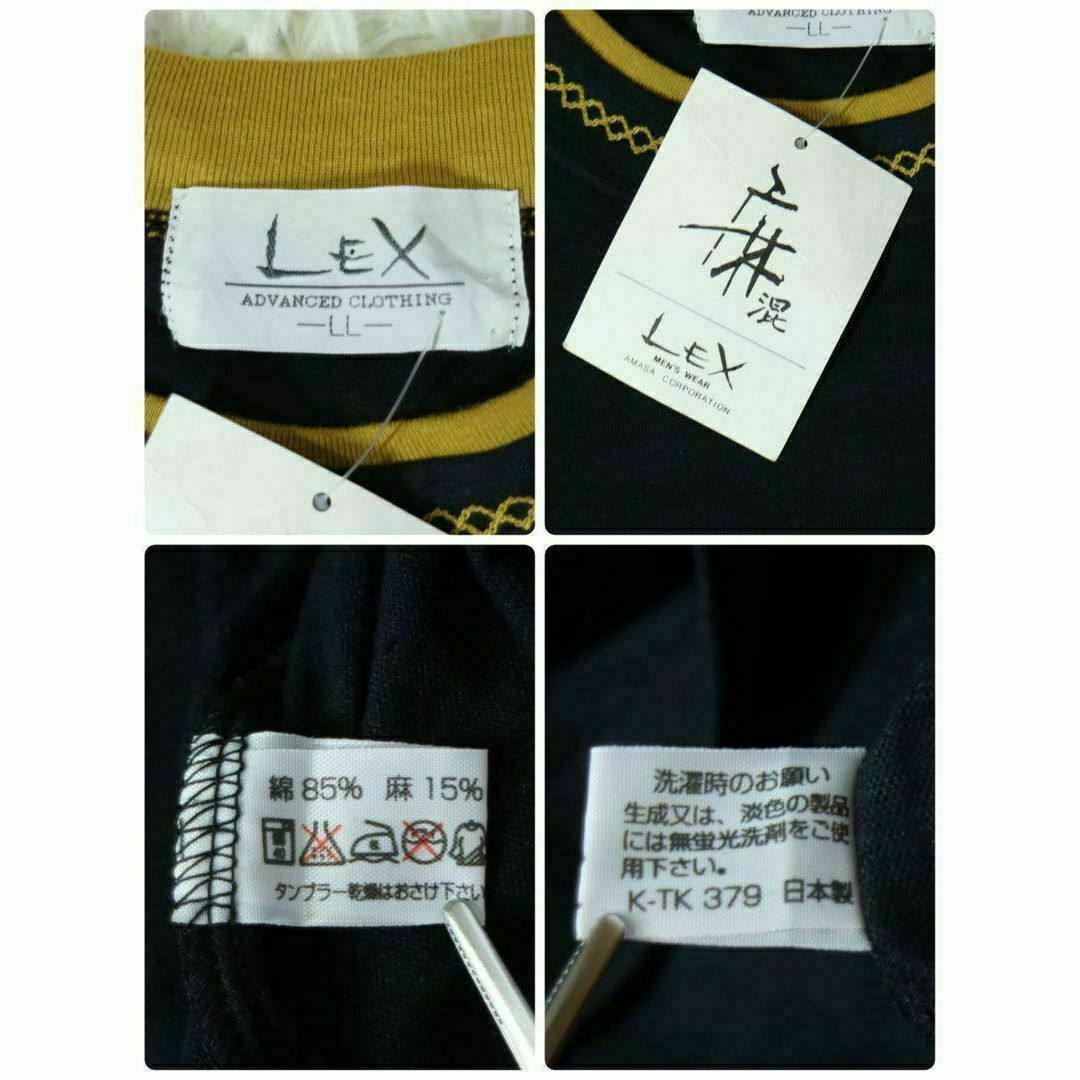 LEX
ADVANCED CLOTHING
—LL—
ADVANCED CLOTHING
—LL—
麻
混
LEX
MEN'S WEAR
AMASA CORPORATION
綿 85% 麻 15%
40
タンブラー乾燥はおさけ下さい
洗濯時のお願い
生成又は、淡色の製品
には無蛍光洗剤をご使
用下さい。
K-TK 379 日本製